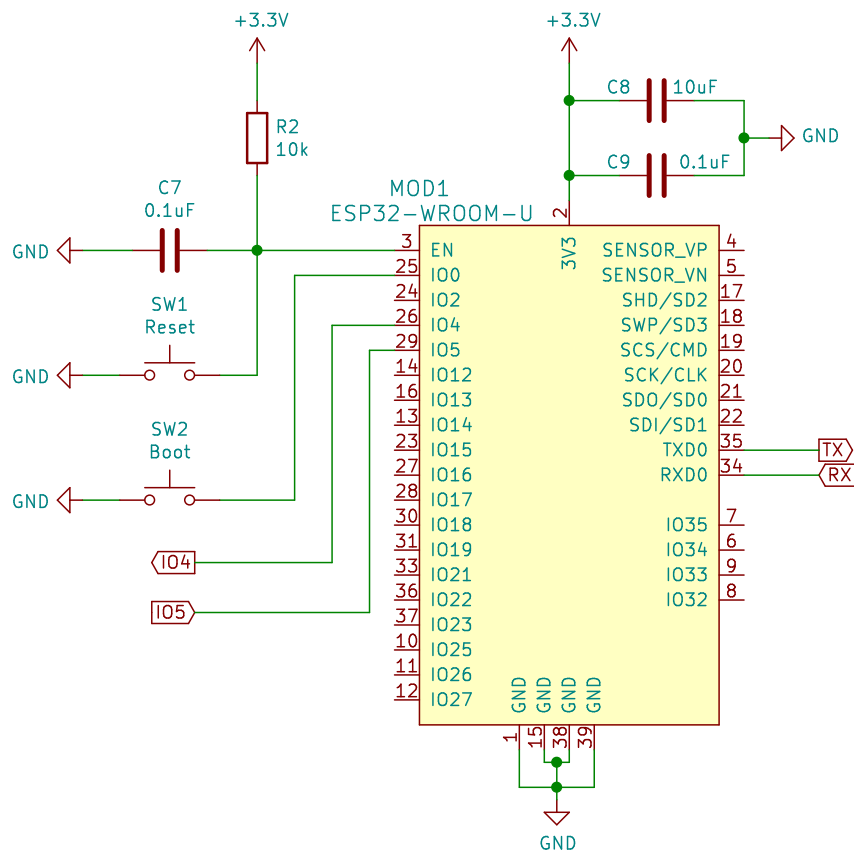 +3.3V
+3.3V
C8 10uF
GND
R2
10k
C9 0.1uF
C7
0.1uF
MOD1
ESP32-WROOM-U
2
3V3
GND
3 EN SENSOR_VP 4
25 IO0 SENSOR_VN 5
24 IO2 SHD/SD2 17
SW1
Reset
26 IO4 SWP/SD3 18
29 IO5 SCS/CMD 19
GND
14 IO12 SCK/CLK 20
16 IO13 SDO/SD0 21
SW2
Boot
13 IO14 SDI/SD1 22
23 IO15 TXD0 35 TX
27 IO16 RXD0 34 RX
GND
28 IO17
30 IO18 IO35 7
31 IO19 IO34 6
IO4
33 IO21 IO33 9
36 IO22 IO32 8
IO5
37 IO23
10 IO25
11 IO26
12 IO27
GND GND GND GND
1 15 38 39
GND